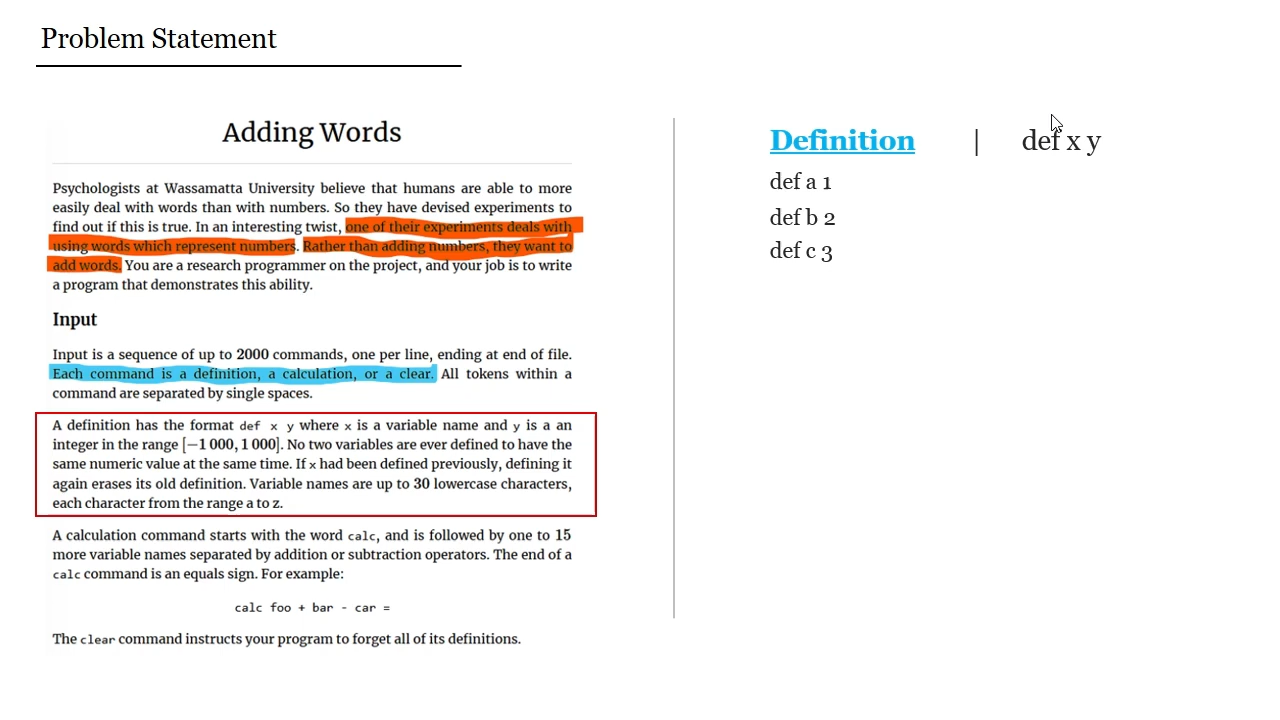 Problem Statement
Adding Words
Psychologists at Wassamatta University believe that humans are able to more
easily deal with words than with numbers. So they have devised experiments to
find out if this is true. In an interesting twist, one of their experiments deals with
using words which represent numbers. Rather than adding numbers, they want to
add words. You are a research programmer on the project, and your job is to write
a program that demonstrates this ability.
Input
Input is a sequence of up to 2000 commands, one per line, ending at end of file.
Each command is a definition, a calculation, or a clear. All tokens within a
command are separated by single spaces.
A definition has the format def x y where x is a variable name and y is a an
integer in the range [−1 000, 1 000]. No two variables are ever defined to have the
same numeric value at the same time. If x had been defined previously, defining it
again erases its old definition. Variable names are up to 30 lowercase characters,
each character from the range a to z.
A calculation command starts with the word calc, and is followed by one to 15
more variable names separated by addition or subtraction operators. The end of a
calc command is an equals sign. For example:
calc foo + bar - car =
The clear command instructs your program to forget all of its definitions.
Definition | def x y
def a 1
def b 2
def c 3